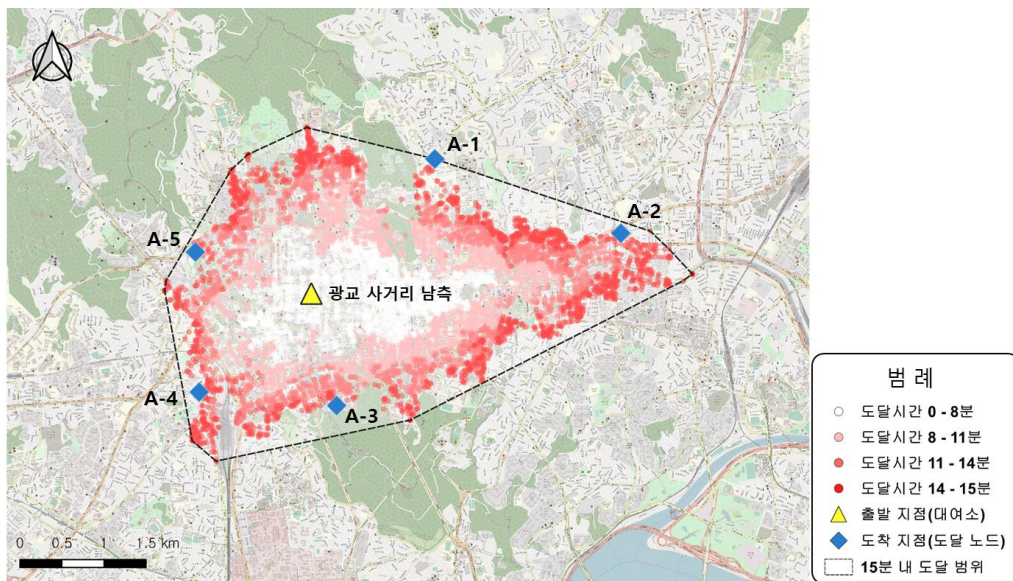 A-1
A-2
A-5
광교 사거리 남측
A-4
A-3
0 0.5 1 1.5 km
범 례
도달시간 0 - 8분
도달시간 8 - 11분
도달시간 11 - 14분
도달시간 14 - 15분
출발 지점(대여소)
도착 지점(도달 노드)
15분 내 도달 범위